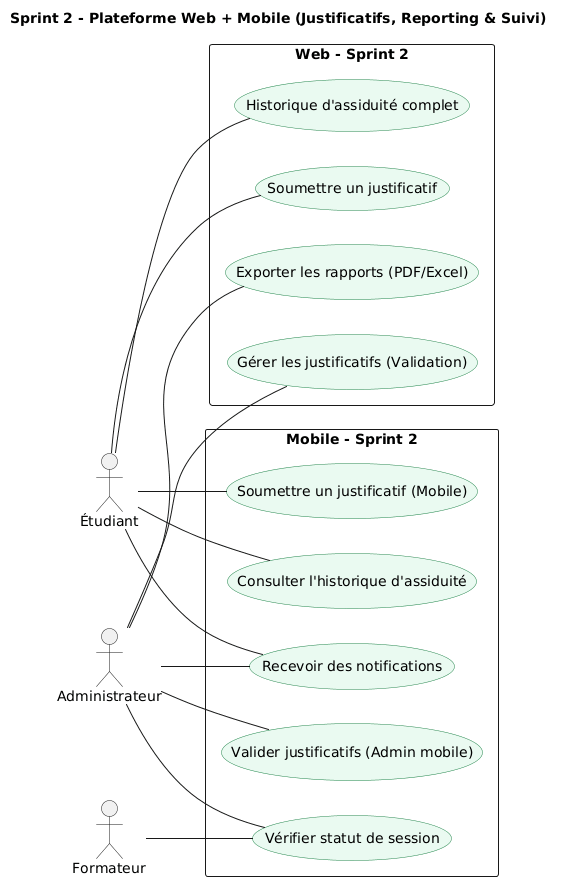 Sprint 2 - Plateforme Web + Mobile (Justificatifs, Reporting & Suivi)
Web - Sprint 2
Historique d'assiduité complet
Soumettre un justificatif
Exporter les rapports (PDF/Excel)
Gérer les justificatifs (Validation)
Mobile - Sprint 2
Soumettre un justificatif (Mobile)
Étudiant
Consulter l'historique d'assiduité
Recevoir des notifications
Administrateur
Valider justificatifs (Admin mobile)
Vérifier statut de session
Formateur